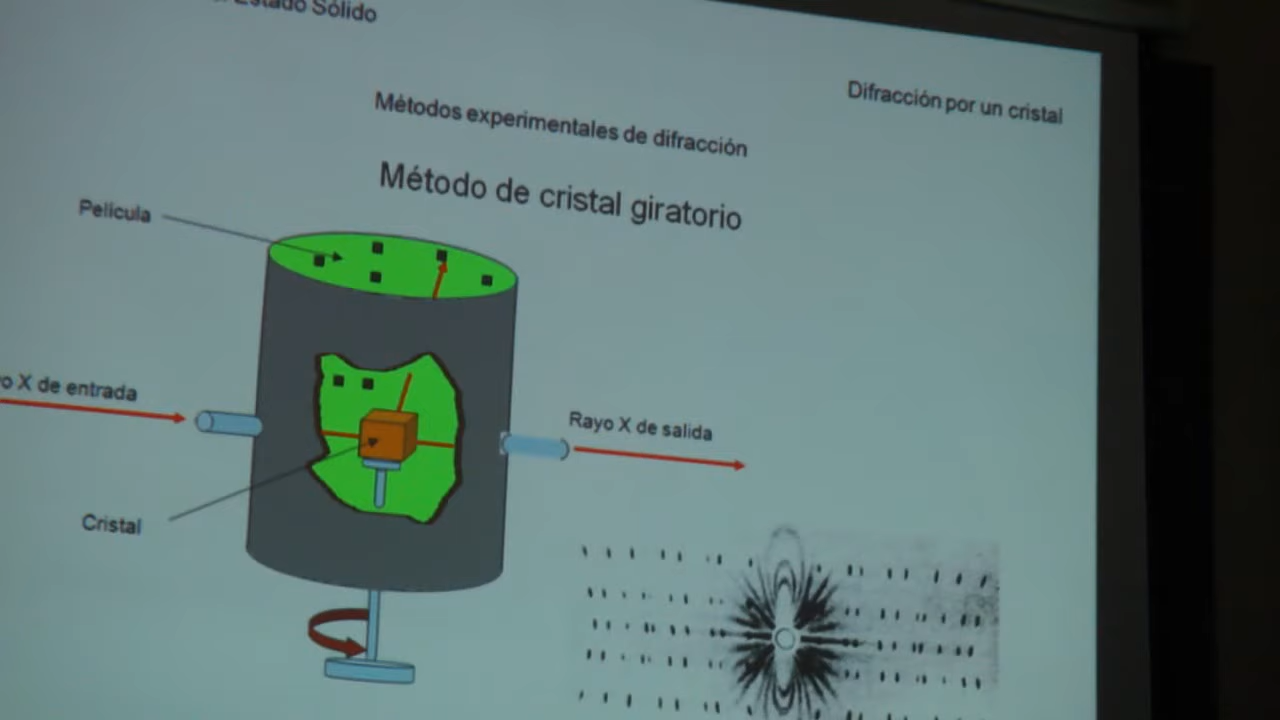 Estado Sólido
Difracción por un cristal
Métodos experimentales de difracción
Método de cristal giratorio
Película
X de entrada
Rayo X de salida
Cristal